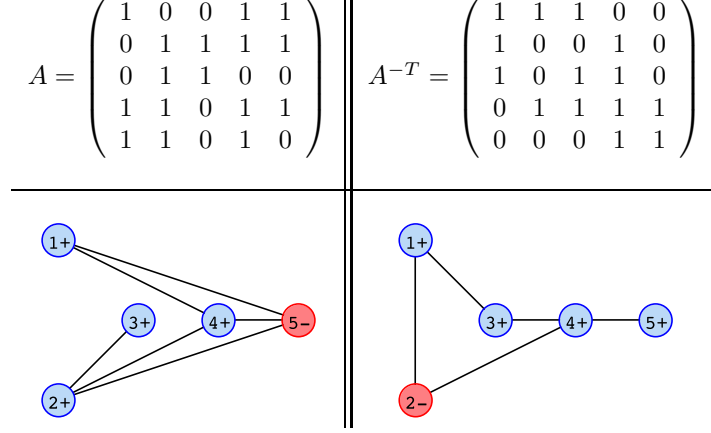 1 0 0 1 1
0 1 1 1 1
A = 0 1 1 0 0
1 1 0 1 1
1 1 0 1 0
1 1 1 0 0
1 0 0 1 0
A^{-T} = 1 0 1 1 0
0 1 1 1 1
0 0 0 1 1
1+
3+ 4+ 5-
2+
1+
3+ 4+ 5+
2-